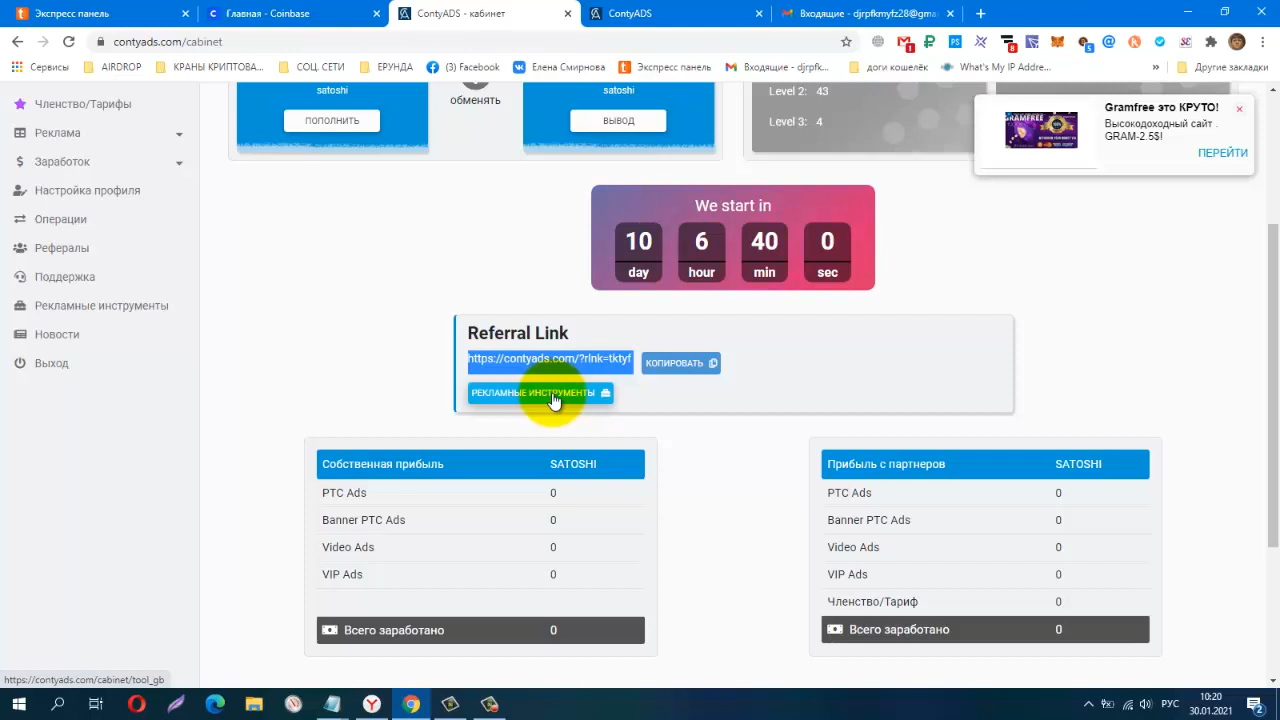 Экспресс панель
Главная - Coinbase
ContyADS - кабинет
ContyADS
Входящие - djrpfkmyfz28@gma
contyads.com/cabinet
Сервисы
AIRDROP
КРАНЫ КРИПТОВА...
СОЦ. СЕТИ
ЕРУНДА
(3) Facebook
Елена Смирнова
Экспресс панель
Входящие - djrpfk...
доги кошелёк
What's My IP Addre...
»
Другие закладки
Членство/Тарифы
Реклама
Заработок
Настройка профиля
Операции
Рефералы
Поддержка
Рекламные инструменты
Новости
Выход
satoshi
ПОПОЛНИТЬ
обменять
satoshi
ВЫВОД
Level 2: 43
Level 3: 4
Gramfree это КРУТО!
Высокодоходный сайт .
GRAM-2.5$!
ПЕРЕЙТИ
GRAMFREE
We start in
10 6 40 0
day hour min sec
Referral Link
https://contyads.com/?rlnk=tktyf
КОПИРОВАТЬ
РЕКЛАМНЫЕ ИНСТРУМЕНТЫ
Собственная прибыль SATOSHI
PTC Ads 0
Banner PTC Ads 0
Video Ads 0
VIP Ads 0
Всего заработано 0
Прибыль с партнеров SATOSHI
PTC Ads 0
Banner PTC Ads 0
Video Ads 0
VIP Ads 0
Членство/Тариф 0
Всего заработано 0
https://contyads.com/cabinet/tool_gb
РУС
10:20
30.01.2021